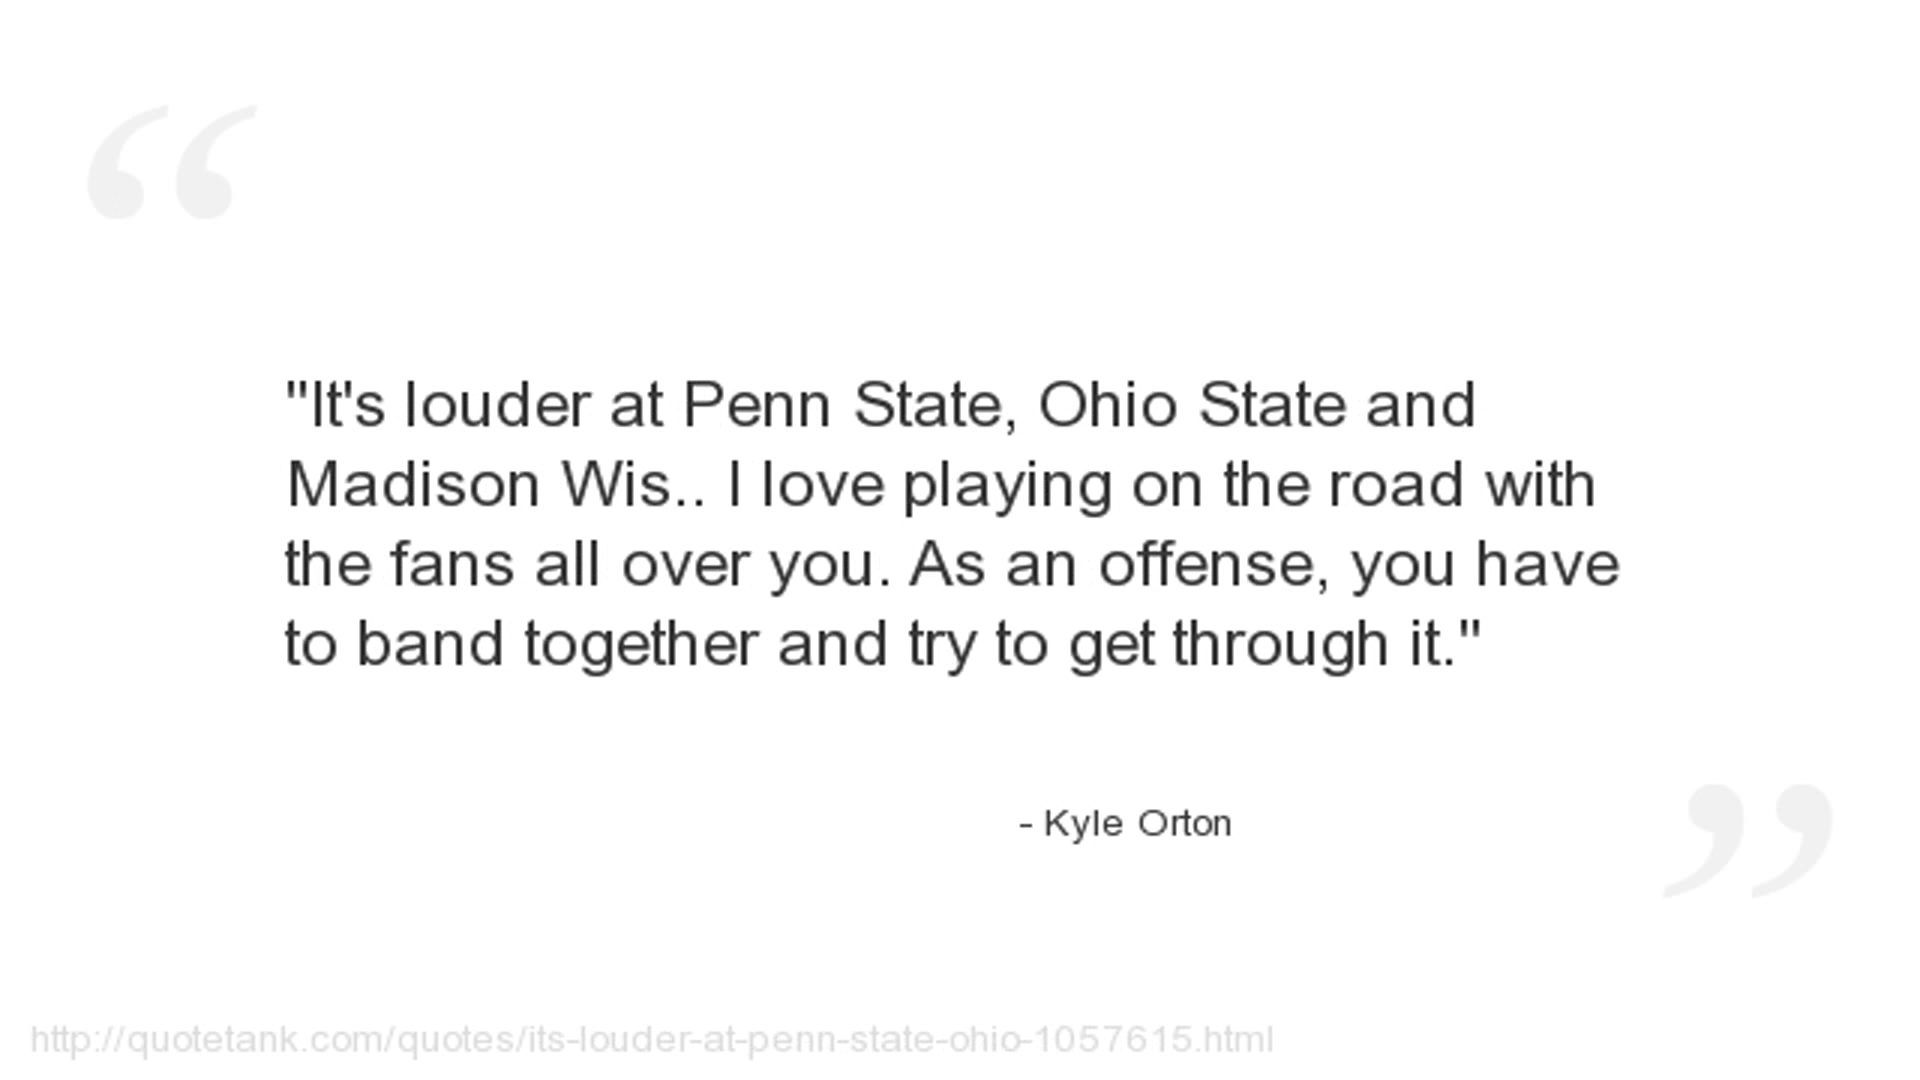 “
"It's louder at Penn State, Ohio State and
Madison Wis.. I love playing on the road with
the fans all over you. As an offense, you have
to band together and try to get through it."
- Kyle Orton
”
http://quotetank.com/quotes/its-louder-at-penn-state-ohio-1057615.html